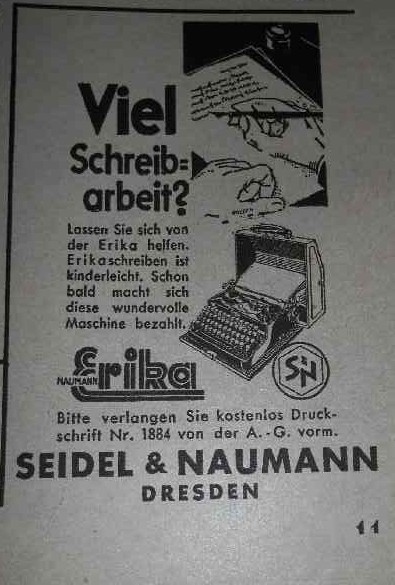 Viel
Schreib=
arbeit?
Lassen Sie sich von
der Erika helfen.
Erikaschreiben ist
kinderleicht. Schon
bald macht sich
diese wundervolle
Maschine bezahlt.
NAUMANN Erika
SN
Bitte verlangen Sie kostenlos Druck-
schrift Nr. 1884 von der A.-G. vorm.
SEIDEL & NAUMANN
DRESDEN
11